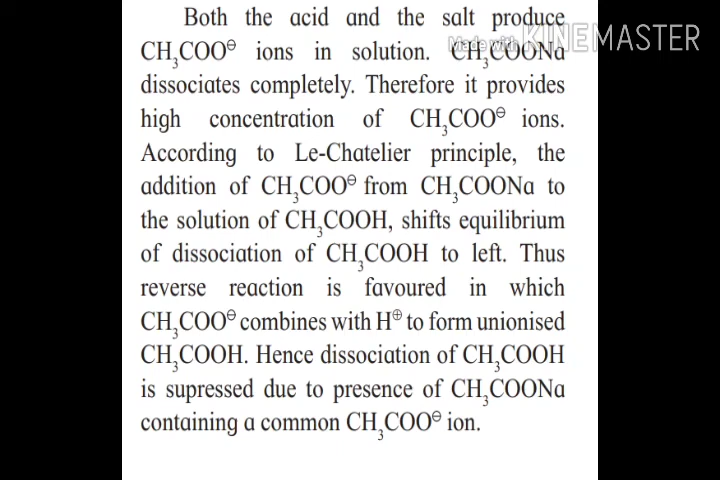 Both the acid and the salt produce
CH₃COO⊖ ions in solution. CH₃COONa
Made with KINEMASTER
dissociates completely. Therefore it provides
high concentration of CH₃COO⊖ ions.
According to Le-Chatelier principle, the
addition of CH₃COO⊖ from CH₃COONa to
the solution of CH₃COOH, shifts equilibrium
of dissociation of CH₃COOH to left. Thus
reverse reaction is favoured in which
CH₃COO⊖ combines with H⊕ to form unionised
CH₃COOH. Hence dissociation of CH₃COOH
is supressed due to presence of CH₃COONa
containing a common CH₃COO⊖ ion.